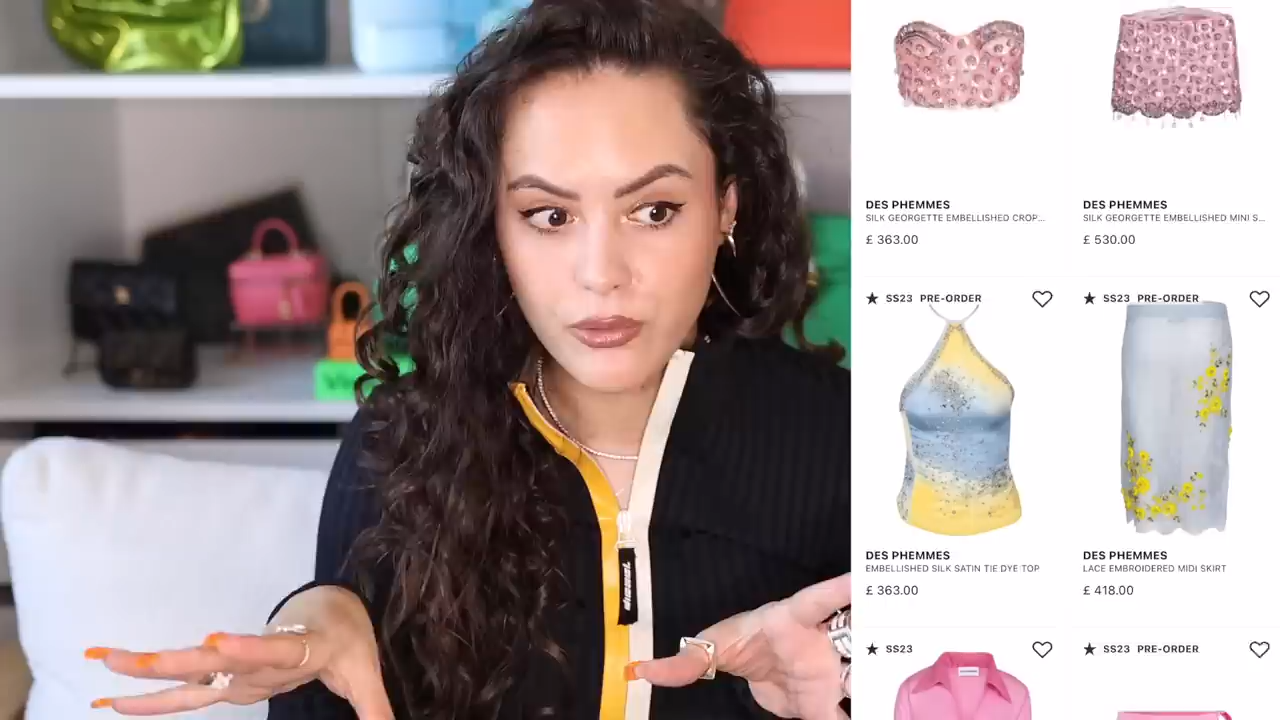 DES PHEMMES
SILK GEORGETTE EMBELLISHED CROP...
£ 363.00
DES PHEMMES
SILK GEORGETTE EMBELLISHED MINI S...
£ 530.00
★ SS23 PRE-ORDER
★ SS23 PRE-ORDER
DES PHEMMES
EMBELLISHED SILK SATIN TIE DYE TOP
£ 363.00
DES PHEMMES
LACE EMBROIDERED MIDI SKIRT
£ 418.00
★ SS23
★ SS23 PRE-ORDER